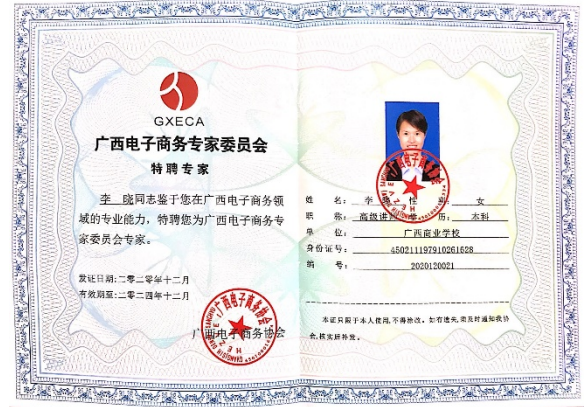 GXECA
广西电子商务专家委员会
特聘专家
李 晓同志鉴于您在广西电子商务领
域的专业能力，特聘您为广西电子商务专
家委员会专家。
发证日期:二零二零年十二月
有效期至:二零二四年十二月
广西电子商务协会
姓 名: 李 性 女
职 称: 高级讲 历: 本科
单 位: 广西商业学校
身份证号: 450211197910261628
编 号: 2020120021
本证只限于本人使用,不得涂改。如有遗失,须及时通知我协
会,核实后补发。